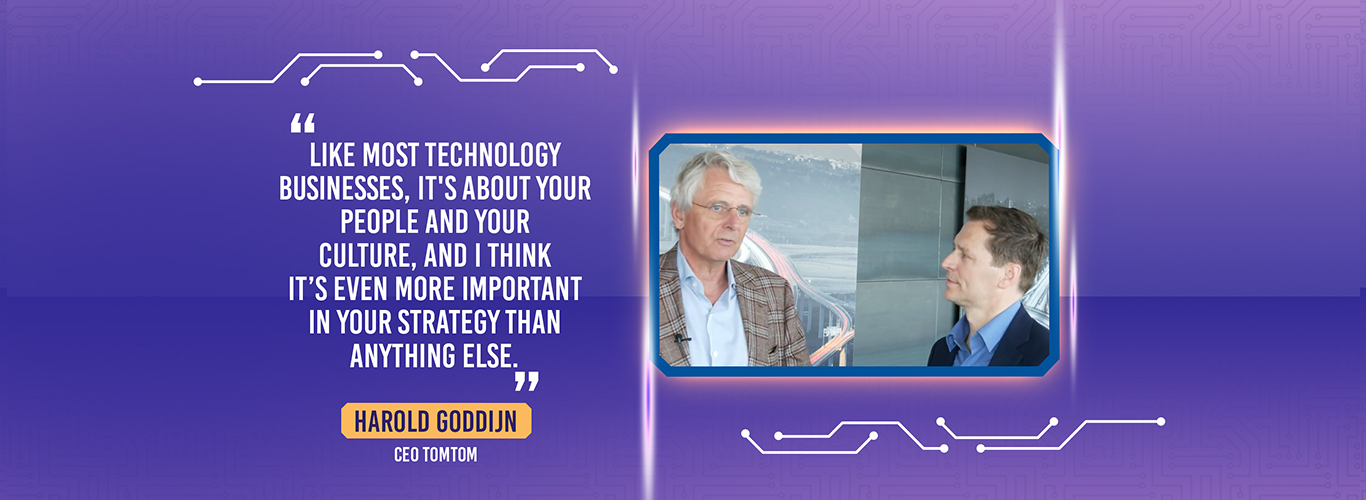 “
LIKE MOST TECHNOLOGY
BUSINESSES, IT'S ABOUT YOUR
PEOPLE AND YOUR
CULTURE, AND I THINK
IT’S EVEN MORE IMPORTANT
IN YOUR STRATEGY THAN
ANYTHING ELSE.
”
HAROLD GODDIJN
CEO TOMTOM